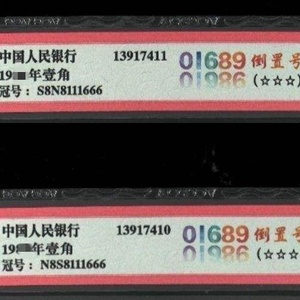 中国人民银行 13917411 01689 倒置号
19 年壹角 01986 (☆☆☆)
冠号：S8N8111666
中国人民银行 13917410 01689 倒置号
19 年壹角 01986 (☆☆☆
冠号：N8S8111666